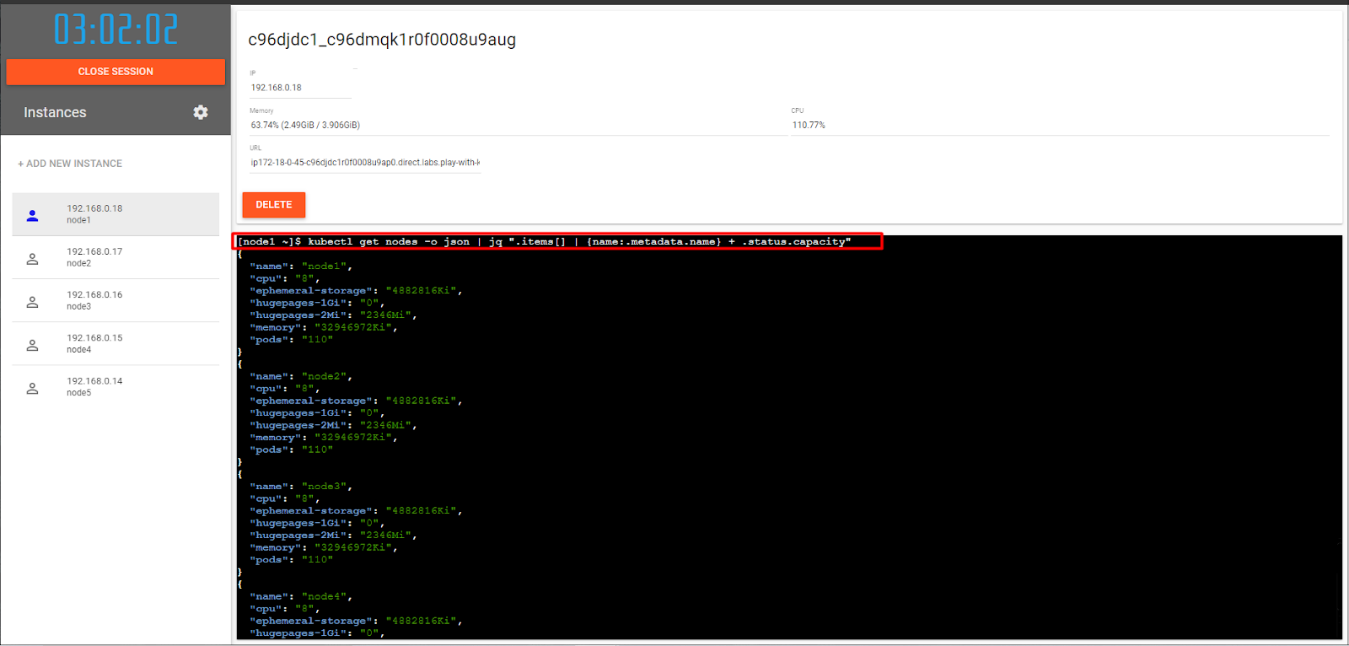 03:02:02
CLOSE SESSION
Instances
+ ADD NEW INSTANCE
192.168.0.18
node1
192.168.0.17
node2
192.168.0.16
node3
192.168.0.15
node4
192.168.0.14
node5
c96djdc1_c96dmqk1r0f0008u9aug
IP
192.168.0.18
Memory
63.74% (2.49GiB / 3.906GiB)
CPU
110.77%
URL
ip172-18-0-45-c96djdc1r0f0008u9ap0.direct.labs.play-with-k
DELETE
[node1 ~]$ kubectl get nodes -o json | jq ".items[] | {name:.metadata.name} + .status.capacity"
{
"name": "node1",
"cpu": "8",
"ephemeral-storage": "4882816Ki",
"hugepages-1Gi": "0",
"hugepages-2Mi": "2346Mi",
"memory": "32946972Ki",
"pods": "110"
}
{
"name": "node2",
"cpu": "8",
"ephemeral-storage": "4882816Ki",
"hugepages-1Gi": "0",
"hugepages-2Mi": "2346Mi",
"memory": "32946972Ki",
"pods": "110"
}
{
"name": "node3",
"cpu": "8",
"ephemeral-storage": "4882816Ki",
"hugepages-1Gi": "0",
"hugepages-2Mi": "2346Mi",
"memory": "32946972Ki",
"pods": "110"
}
{
"name": "node4",
"cpu": "8",
"ephemeral-storage": "4882816Ki",
"hugepages-1Gi": "0",